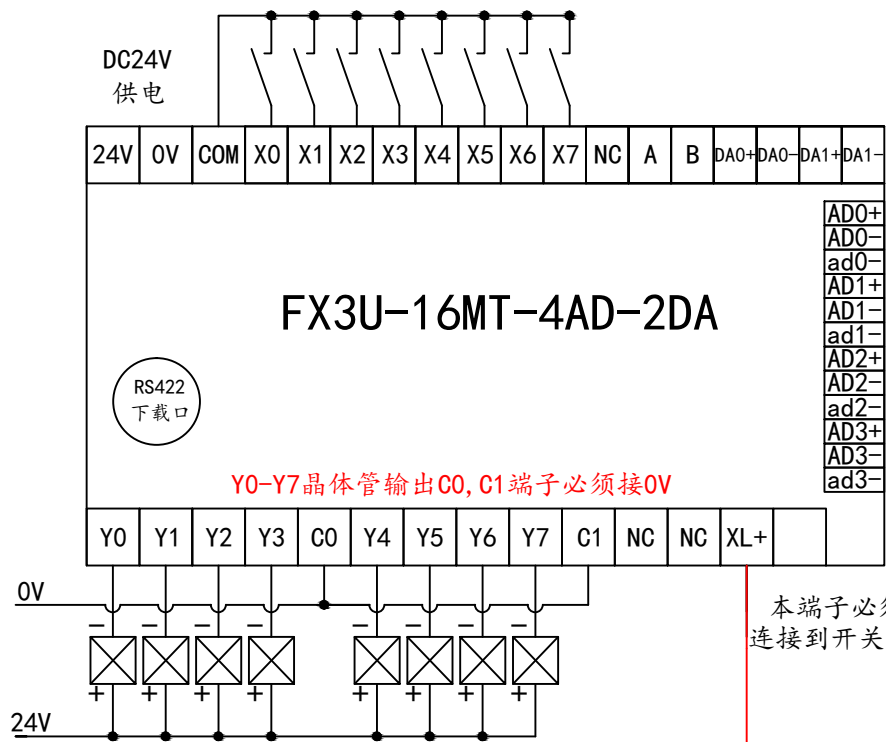 DC24V
供电
24V 0V COM X0 X1 X2 X3 X4 X5 X6 X7 NC A B DA0+ DA0- DA1+ DA1-
AD0+
AD0-
ad0-
AD1+
AD1-
ad1-
AD2+
AD2-
ad2-
AD3+
AD3-
ad3-
FX3U-16MT-4AD-2DA
RS422
下载口
Y0-Y7晶体管输出C0,C1端子必须接0V
Y0 Y1 Y2 Y3 C0 Y4 Y5 Y6 Y7 C1 NC NC XL+
0V
本端子必须
连接到开关
- - - - - - - -
+ + + + + + + +
24V